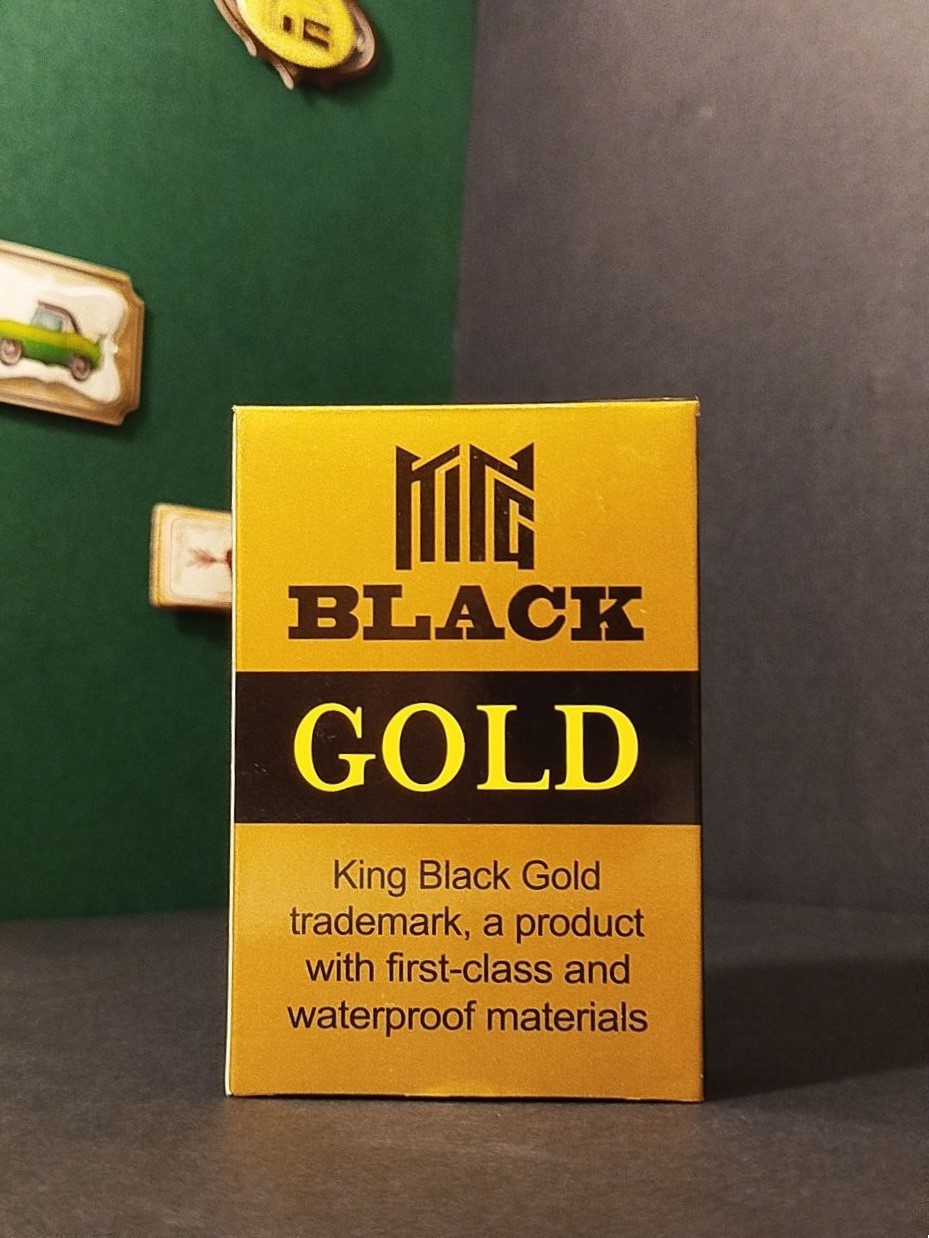 KING
BLACK
GOLD
King Black Gold
trademark, a product
with first-class and
waterproof materials